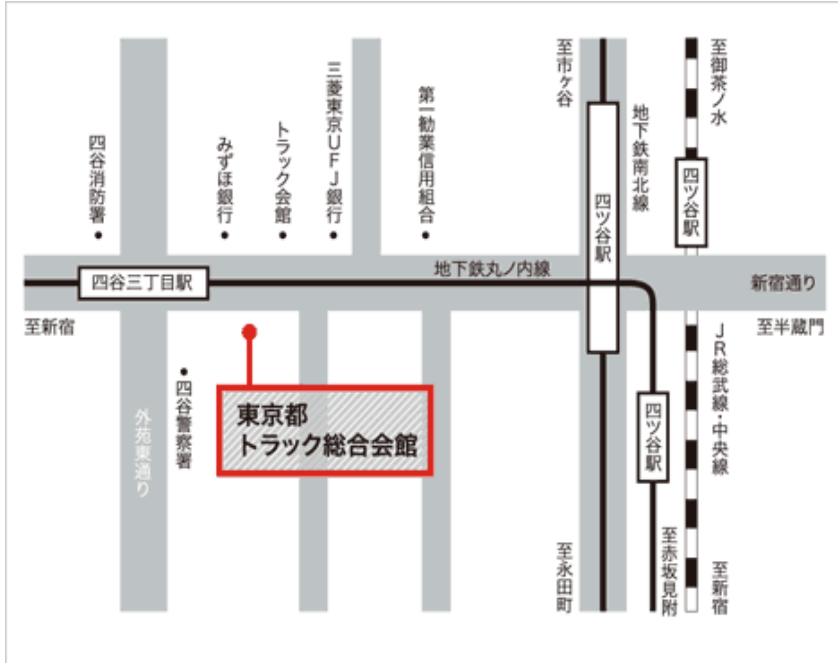 四谷消防署
みずほ銀行
トラック会館
三菱東京UFJ銀行
第一勧業信用組合
至市ヶ谷
地下鉄南北線
至御茶ノ水
四ツ谷駅
四ツ谷駅
四谷三丁目駅
地下鉄丸ノ内線
新宿通り
至新宿
至半蔵門
外苑東通り
四谷警察署
東京都
トラック総合会館
四ツ谷駅
JR総武線・中央線
至永田町
至赤坂見附
至新宿